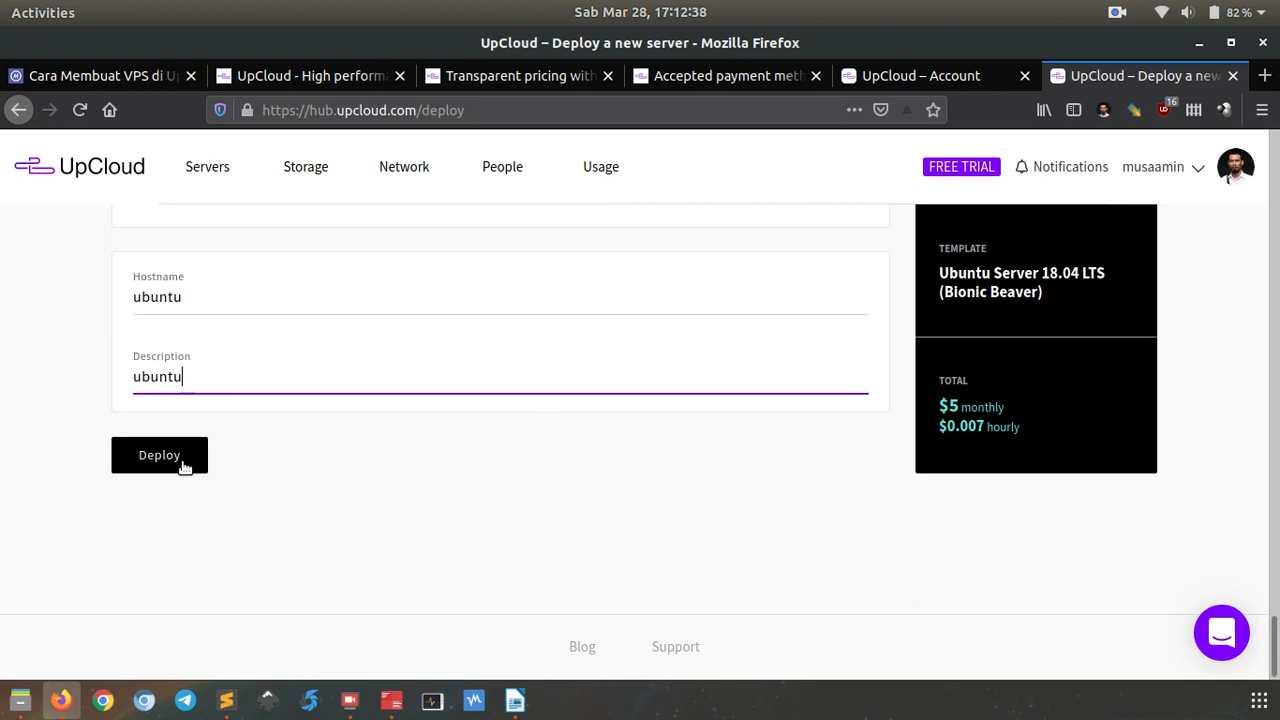 Activities
Sab Mar 28, 17:12:38
82 %
UpCloud – Deploy a new server - Mozilla Firefox
Cara Membuat VPS di Up
UpCloud - High performa
Transparent pricing with
Accepted payment meth
UpCloud – Account
UpCloud – Deploy a new
https://hub.upcloud.com/deploy
16
UpCloud
Servers
Storage
Network
People
Usage
FREE TRIAL
Notifications
musaamin
Hostname
ubuntu
Description
ubuntu
Deploy
TEMPLATE
Ubuntu Server 18.04 LTS
(Bionic Beaver)
TOTAL
$5 monthly
$0.007 hourly
Blog
Support